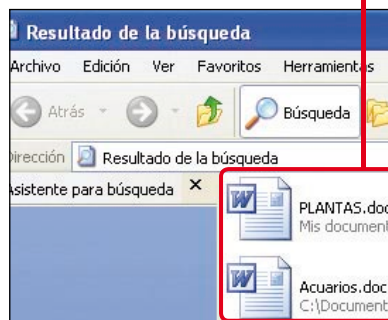 Resultado de la búsqueda
Archivo Edición Ver Favoritos Herramientas
Atrás Búsqueda
Dirección Resultado de la búsqueda
Asistente para búsqueda
PLANTAS.doc
Mis document
Acuarios.doc
C:\Document